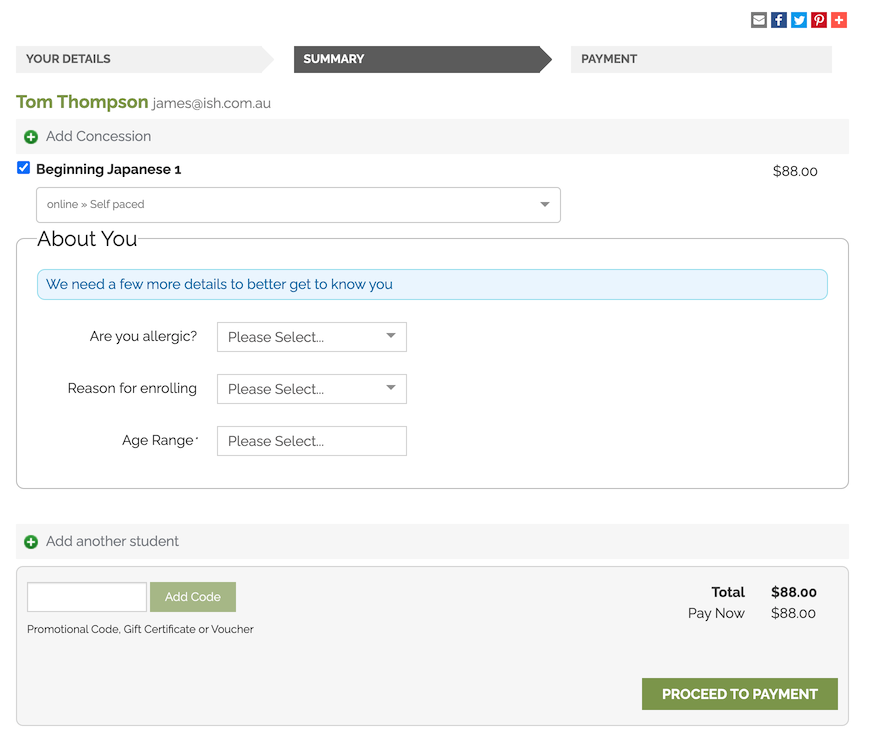 YOUR DETAILS
SUMMARY
PAYMENT
Tom Thompson james@ish.com.au
Add Concession
Beginning Japanese 1 $88.00
online » Self paced
About You
We need a few more details to better get to know you
Are you allergic? Please Select...
Reason for enrolling Please Select...
Age Range* Please Select...
Add another student
Add Code
Promotional Code, Gift Certificate or Voucher
Total $88.00
Pay Now $88.00
PROCEED TO PAYMENT